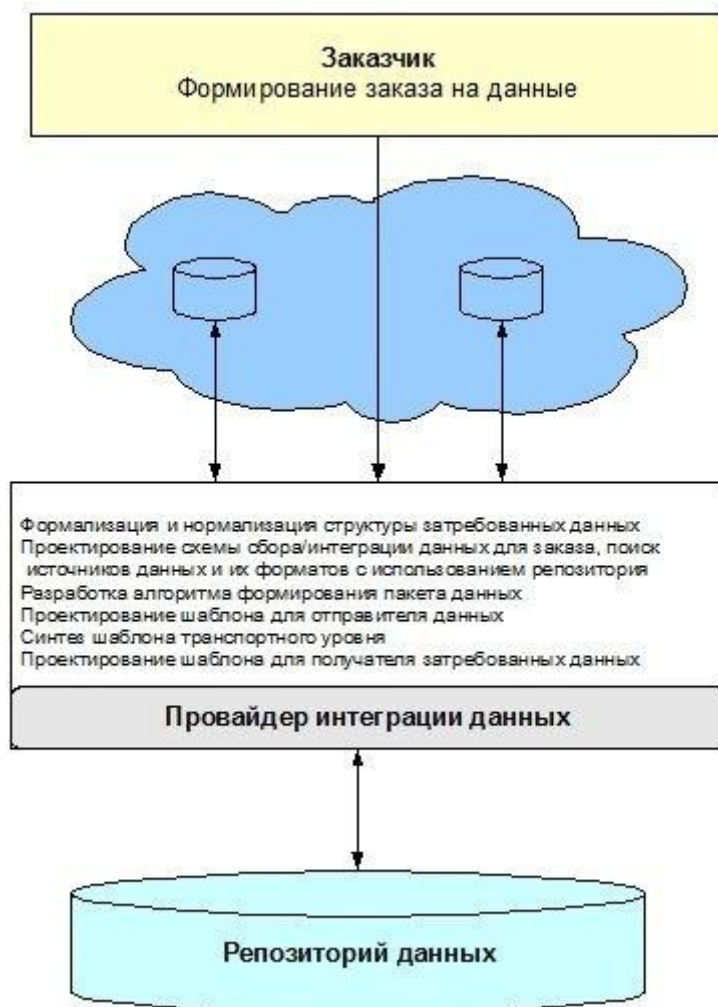 Заказчик
Формирование заказа на данные
Формализация и нормализация структуры затребованных данных
Проектирование схемы сбора/интеграции данных для заказа, поиск
источников данных и их форматов с использованием репозитория
Разработка алгоритма формирования пакета данных
Проектирование шаблона для отправителя данных
Синтез шаблона транспортного уровня
Проектирование шаблона для получателя затребованных данных
Провайдер интеграции данных
Репозиторий данных